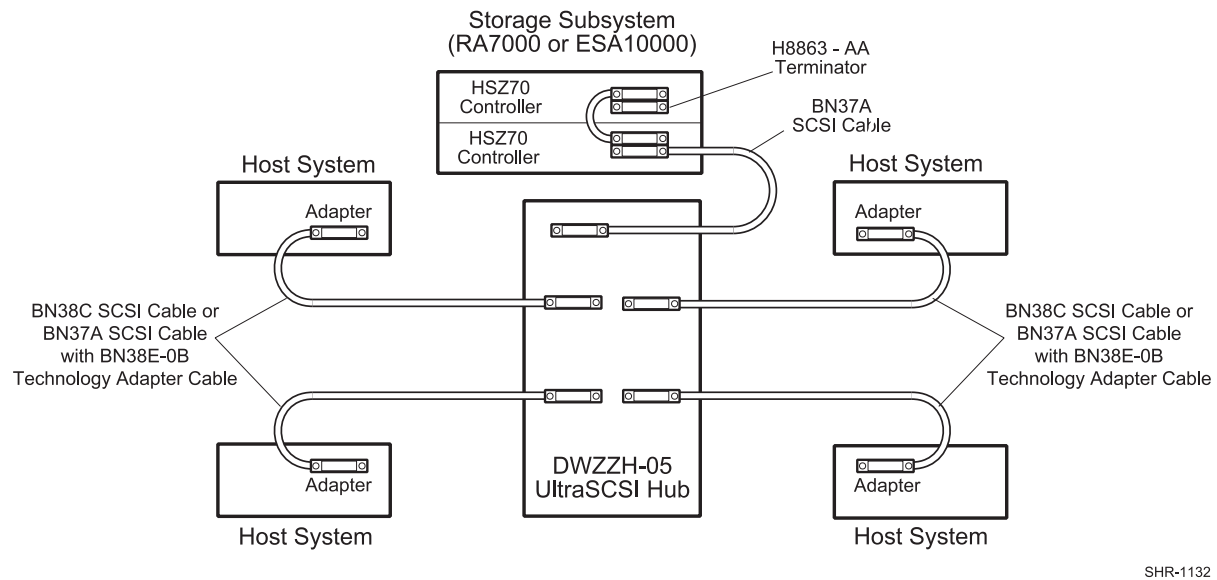 Storage Subsystem
(RA7000 or ESA10000)
H8863 - AA
Terminator
HSZ70
Controller
BN37A
SCSI Cable
HSZ70
Controller
Host System
Adapter
Host System
Adapter
BN38C SCSI Cable or
BN37A SCSI Cable
with BN38E-0B
Technology Adapter Cable
BN38C SCSI Cable or
BN37A SCSI Cable
with BN38E-0B
Technology Adapter Cable
DWZZH-05
UltraSCSI Hub
Adapter
Host System
Adapter
Host System
SHR-1132